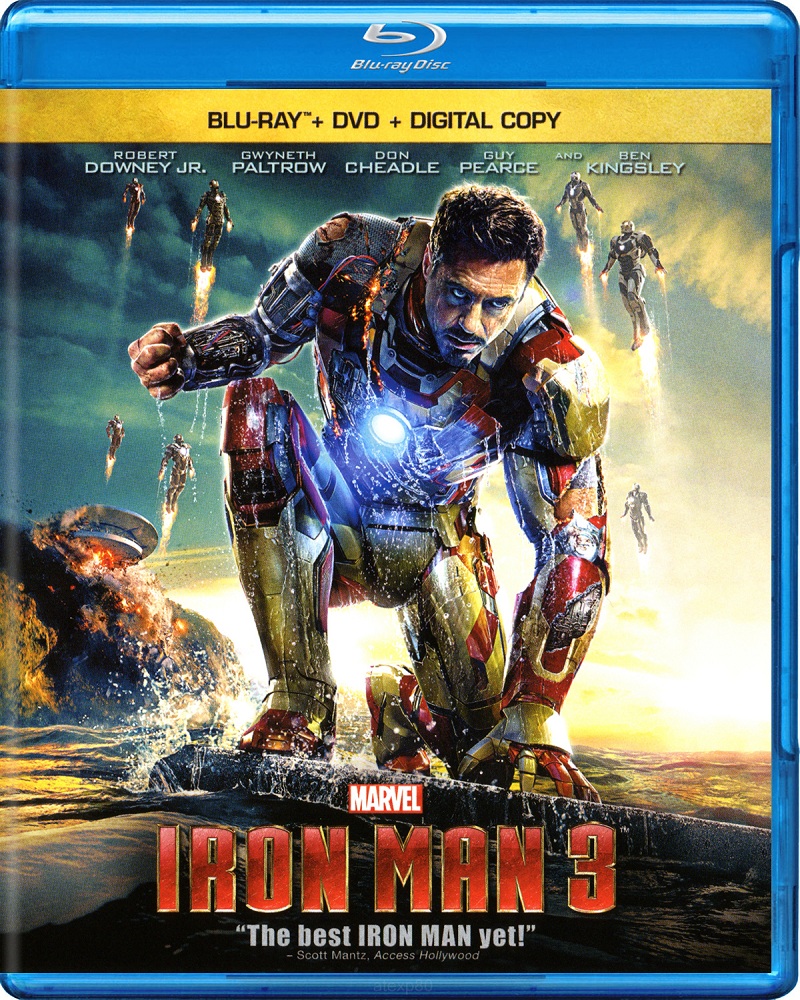 Blu-ray Disc
BLU-RAY™ + DVD + DIGITAL COPY
ROBERT DOWNEY JR. GWYNETH PALTROW DON CHEADLE GUY PEARCE AND BEN KINGSLEY
MARVEL
IRON MAN 3
“The best IRON MAN yet!”
– Scott Mantz, Access Hollywood